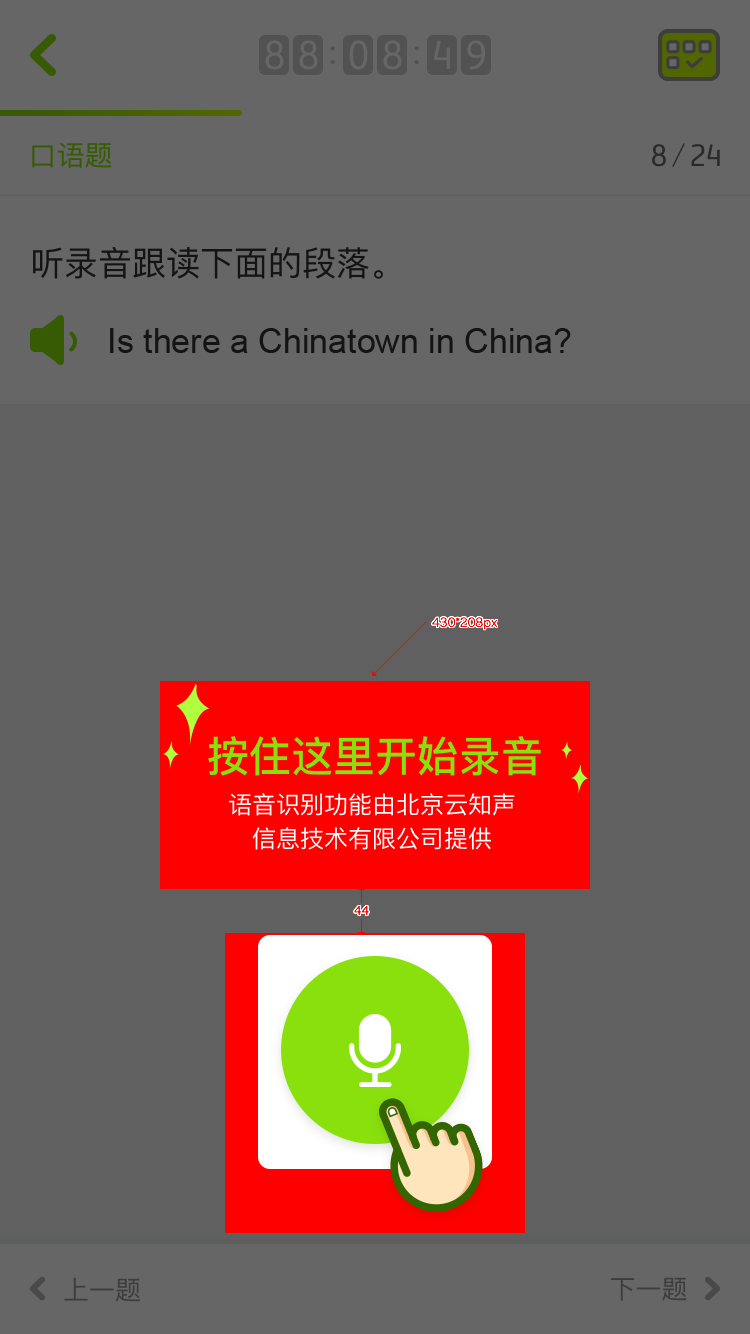 88:08:49
口语题
8/24
听录音跟读下面的段落。
Is there a Chinatown in China?
430*208px
按住这里开始录音
语音识别功能由北京云知声
信息技术有限公司提供
44
上一题
下一题